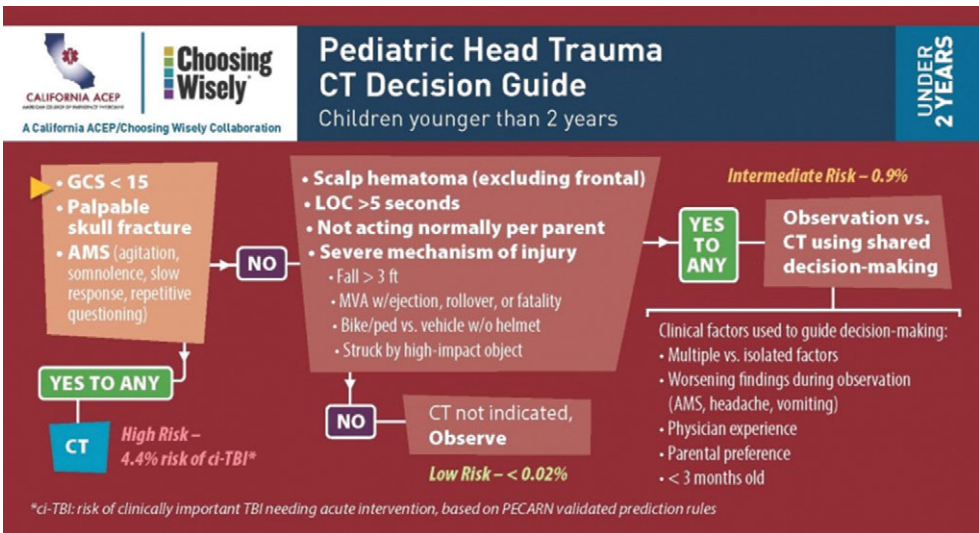 CALIFORNIA ACEP
AMERICAN COLLEGE OF EMERGENCY PHYSICIANS
Choosing
Wisely®
A California ACEP/Choosing Wisely Collaboration
Pediatric Head Trauma
CT Decision Guide
Children younger than 2 years
UNDER
2 YEARS
• GCS < 15
• Palpable
skull fracture
• AMS (agitation,
somnolence, slow
response, repetitive
questioning)
YES TO ANY
CT
High Risk –
4.4% risk of ci-TBI*
NO
• Scalp hematoma (excluding frontal)
• LOC >5 seconds
• Not acting normally per parent
• Severe mechanism of injury
• Fall > 3 ft
• MVA w/ejection, rollover, or fatality
• Bike/ped vs. vehicle w/o helmet
• Struck by high-impact object
NO
CT not indicated,
Observe
Low Risk – < 0.02%
YES
TO
ANY
Intermediate Risk – 0.9%
Observation vs.
CT using shared
decision-making
Clinical factors used to guide decision-making:
• Multiple vs. isolated factors
• Worsening findings during observation
(AMS, headache, vomiting)
• Physician experience
• Parental preference
• < 3 months old
*ci-TBI: risk of clinically important TBI needing acute intervention, based on PECARN validated prediction rules